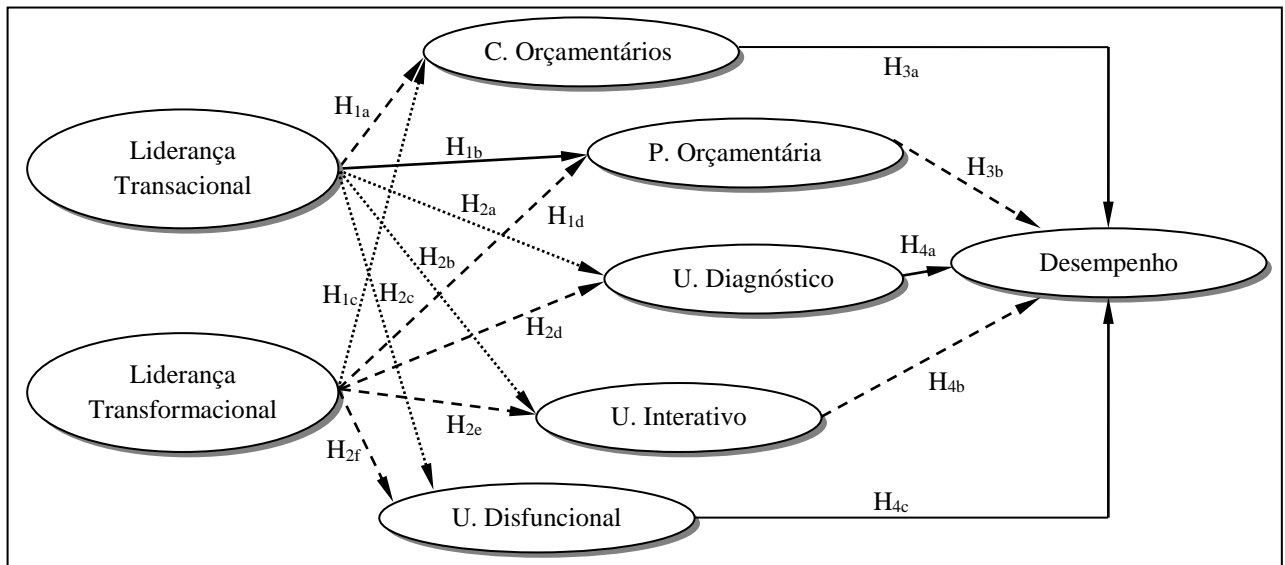 C. Orçamentários
H3a
H1a
Liderança
Transacional
H1b
P. Orçamentária
H3b
H2a
H1d
H2b
H4a
Desempenho
U. Diagnóstico
H1c
H2c
H2d
Liderança
Transformacional
H4b
U. Interativo
H2e
H2f
H4c
U. Disfuncional